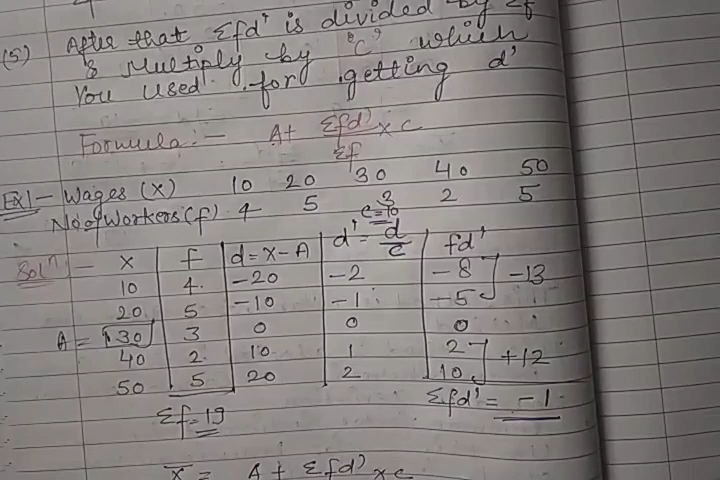 (5) After that Σfd' is divided by Σf
& Multiply by 'C' which
You used for getting d'
Formula :- A + Σfd'/Σf × c
EX1 - Wages (X) 10 20 30 40 50
No of Workers (f) 4 5 3 2 5
c = 10
Solⁿ - X f d = X - A d' = d/c fd'
10 4 -20 -2 -8 -13
20 5 -10 -1 -5
A = 30 3 0 0 0
40 2 10 1 2 +12
50 5 20 2 10
Σf = 19 Σfd' = -1
X̄ = A + Σfd' × c